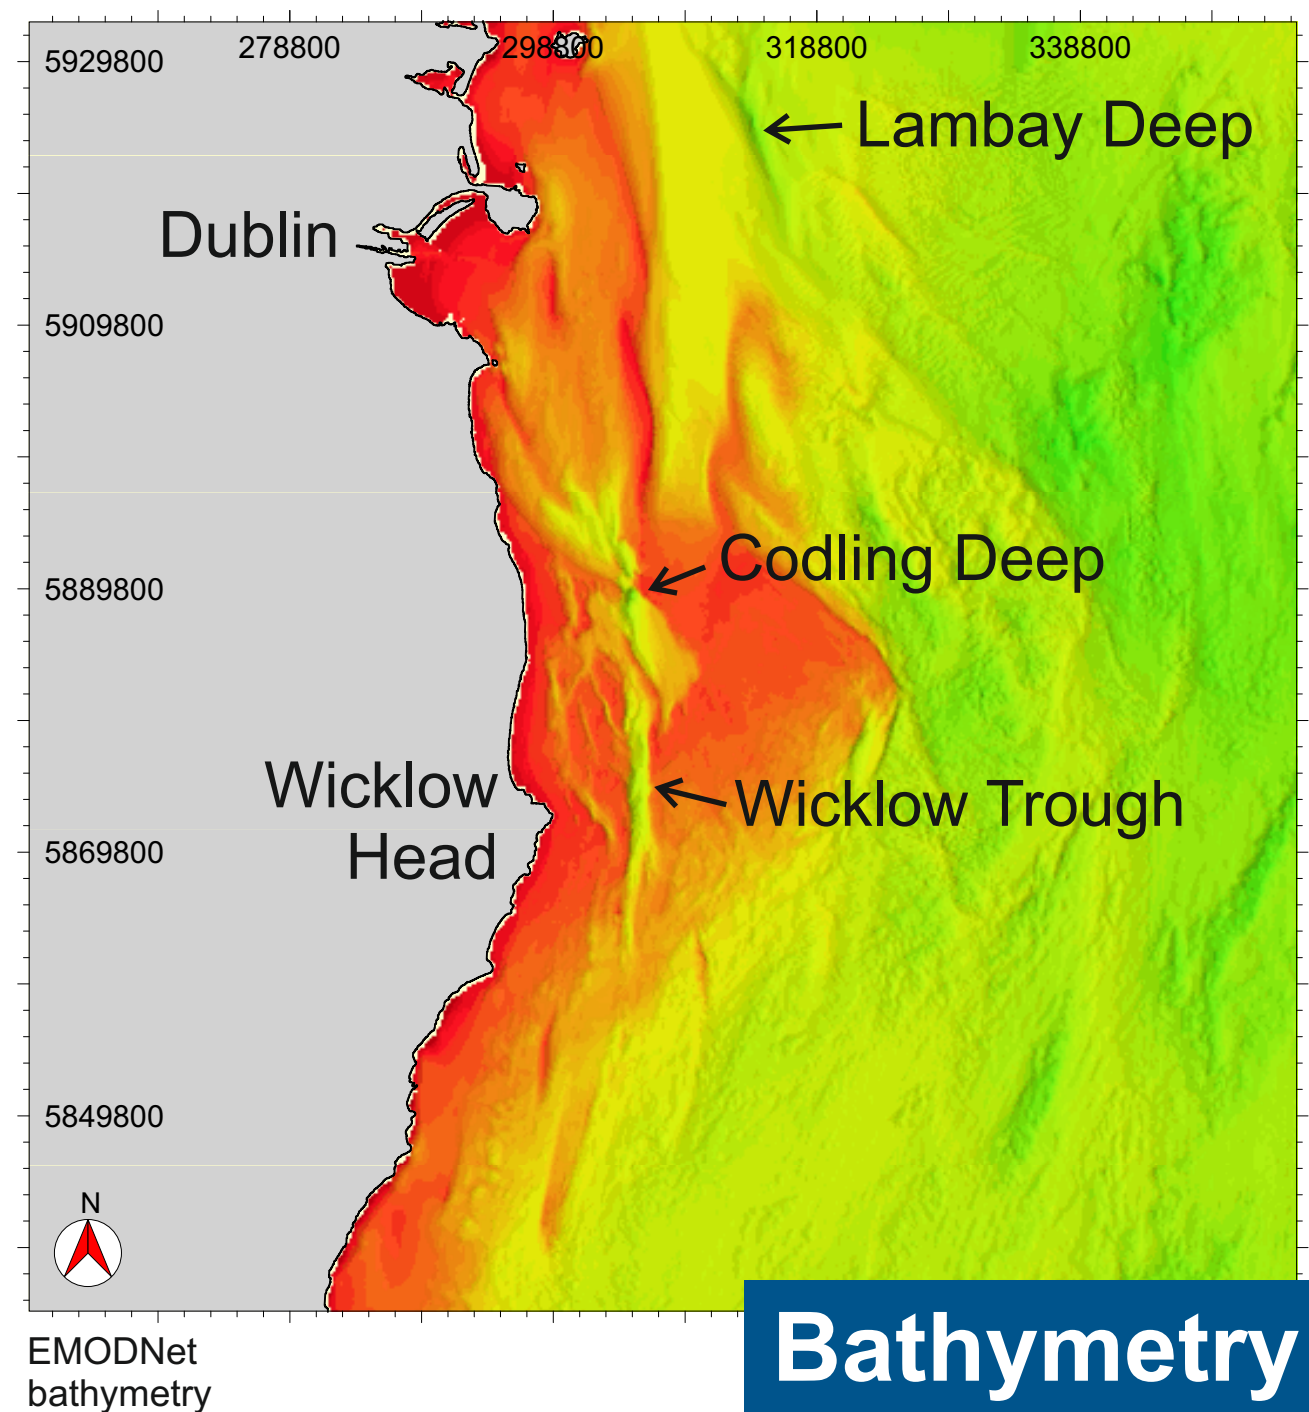 278800 298800 318800 338800
5929800
Lambay Deep
Dublin
5909800
Codling Deep
5889800
Wicklow
Head
Wicklow Trough
5869800
5849800
N
Bathymetry
EMODNet
bathymetry